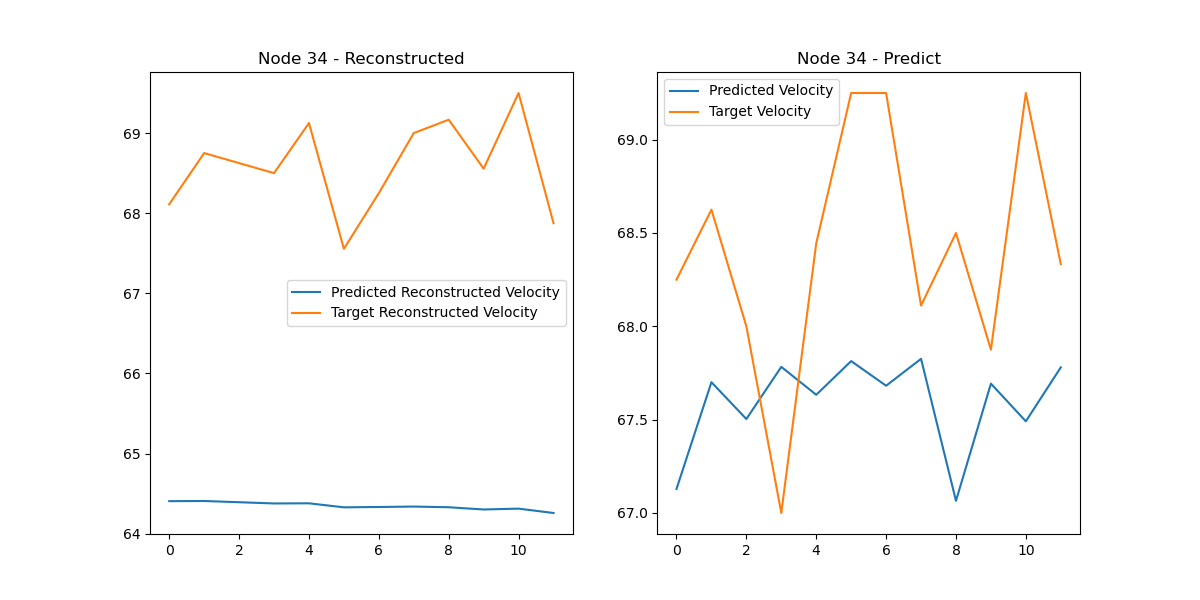 Node 34 - Reconstructed
69
68
67
66
65
64
0 2 4 6 8 10
Predicted Reconstructed Velocity
Target Reconstructed Velocity
Node 34 - Predict
69.0
68.5
68.0
67.5
67.0
0 2 4 6 8 10
Predicted Velocity
Target Velocity